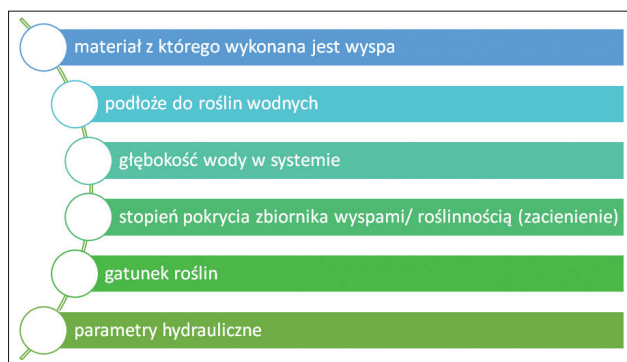 materiał z którego wykonana jest wyspa
podłoże do roślin wodnych
głębokość wody w systemie
stopień pokrycia zbiornika wyspami/ roślinnością (zacienienie)
gatunek roślin
parametry hydrauliczne